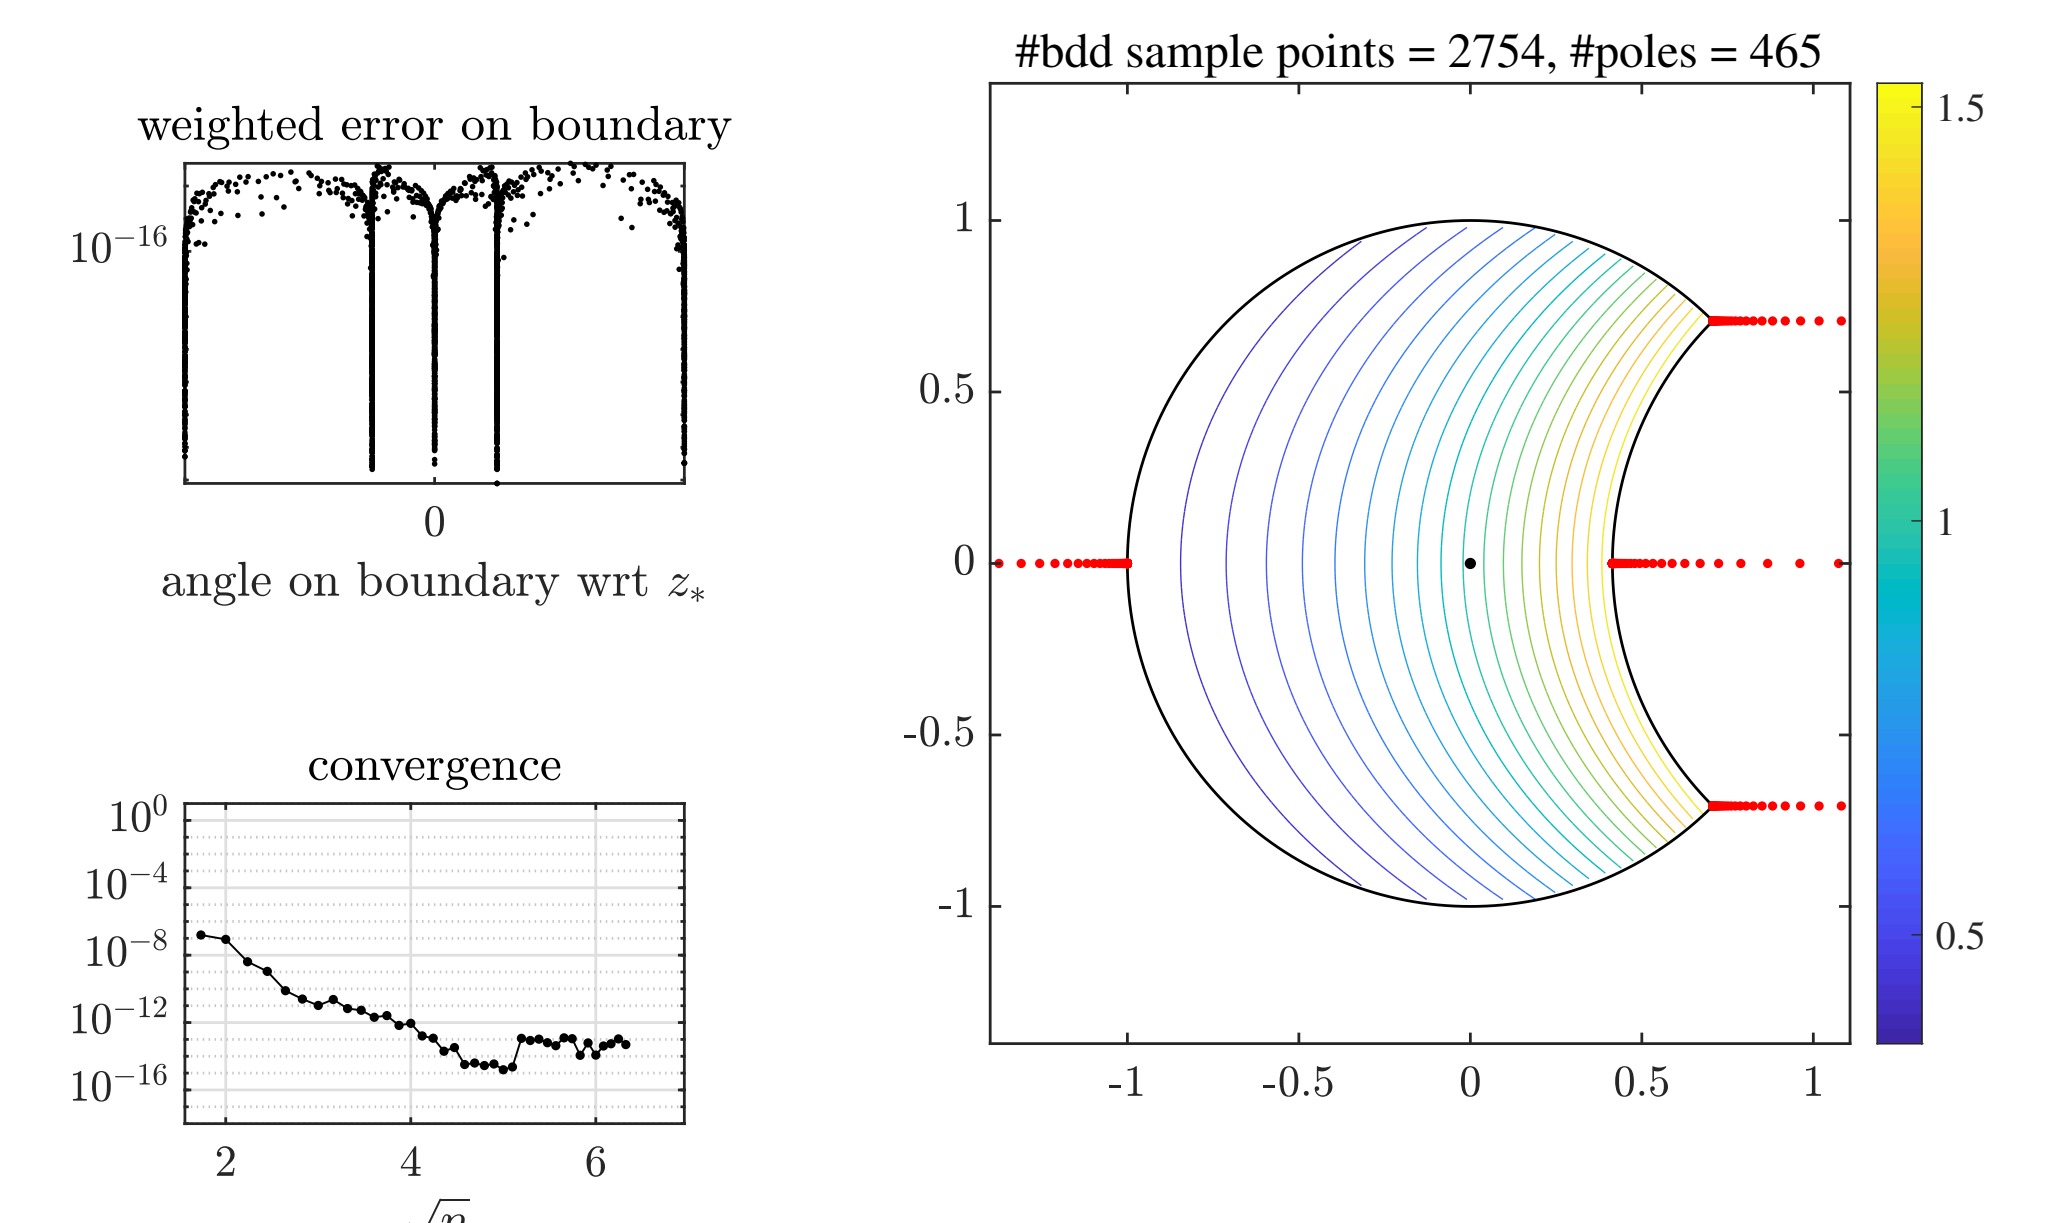 weighted error on boundary
10^{-16}
0
angle on boundary wrt z_*
convergence
10^0
10^{-4}
10^{-8}
10^{-12}
10^{-16}
2 4 6
√n
#bdd sample points = 2754, #poles = 465
1
0.5
0
-0.5
-1
-1 -0.5 0 0.5 1
1.5
1
0.5